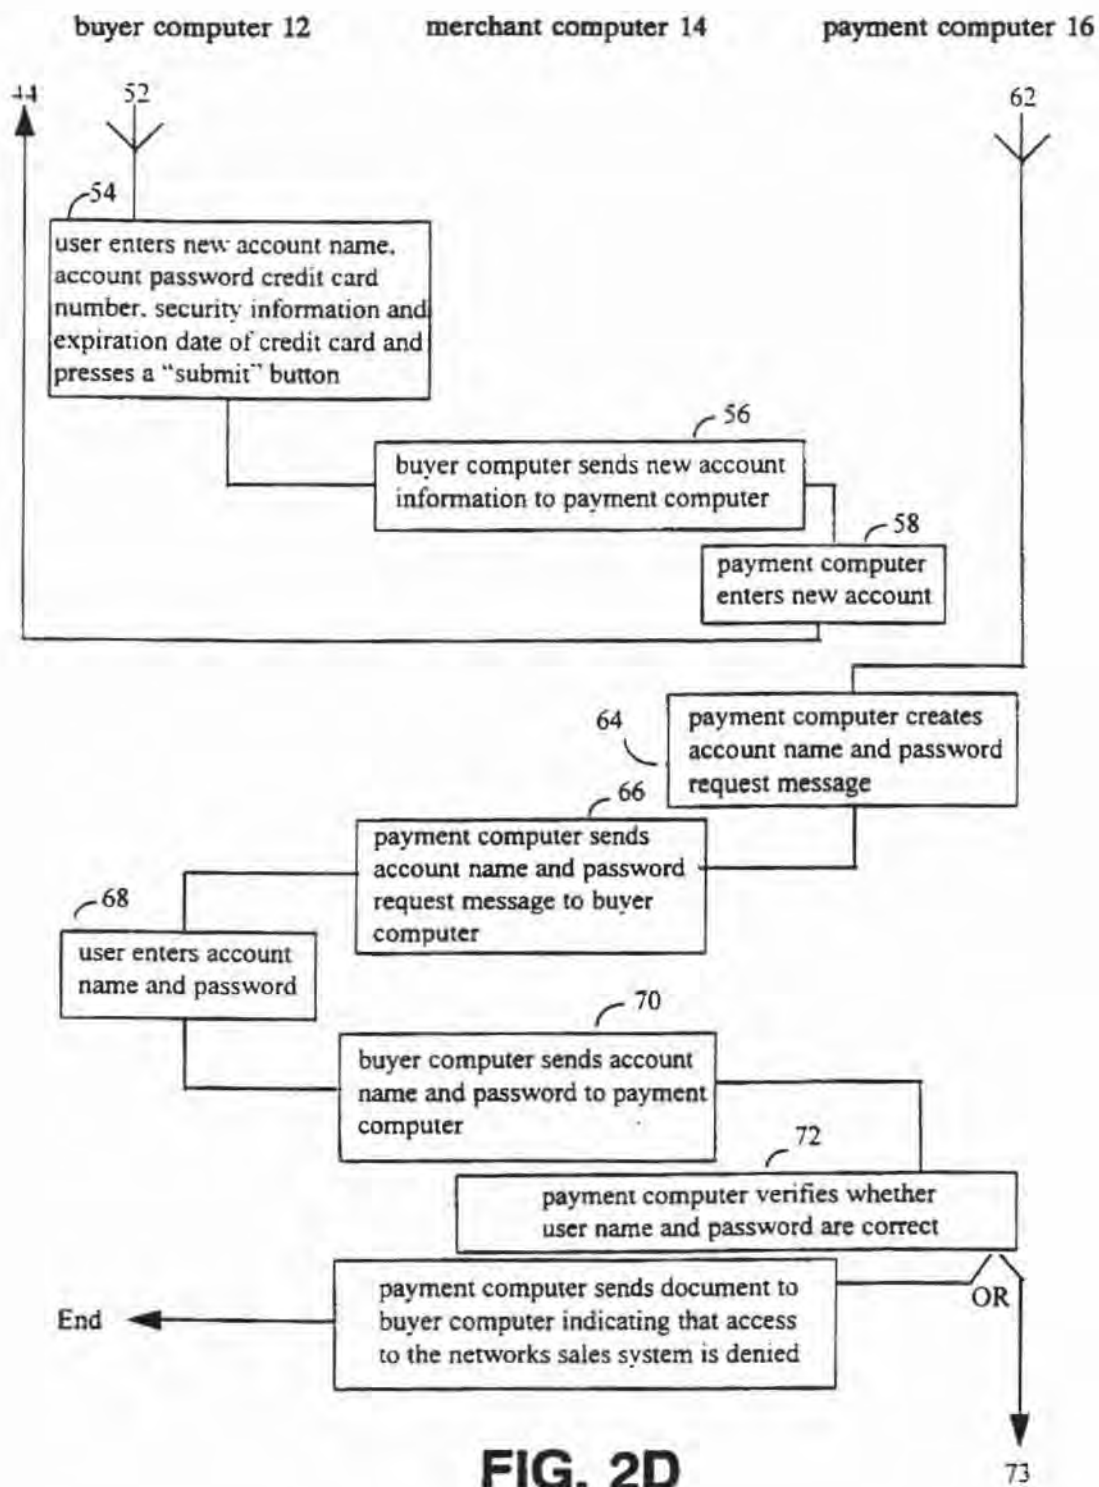 buyer computer 12 merchant computer 14 payment computer 16
44 52 62
54
user enters new account name,
account password credit card
number, security information and
expiration date of credit card and
presses a "submit" button
56
buyer computer sends new account
information to payment computer
58
payment computer
enters new account
64
payment computer creates
account name and password
request message
66
payment computer sends
account name and password
request message to buyer
computer
68
user enters account
name and password
70
buyer computer sends account
name and password to payment
computer
72
payment computer verifies whether
user name and password are correct
OR
payment computer sends document to
buyer computer indicating that access
to the networks sales system is denied
End
73
FIG. 2D